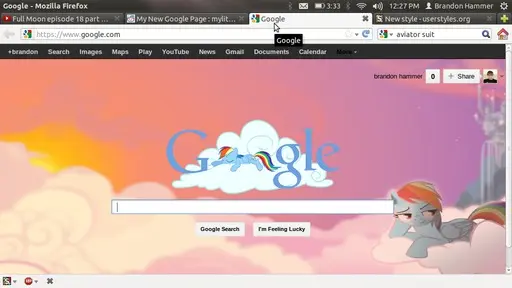 Google - Mozilla Firefox
3:33
12:27 PM
Brandon Hammer
Full Moon episode 18 part ...
My New Google Page : mylit...
Google
New style - userstyles.org
https://www.google.com
aviator suit
Google
+brandon Search Images Maps Play YouTube News Gmail Documents Calendar More
brandon hammer 0 + Share
Google
Google Search I'm Feeling Lucky